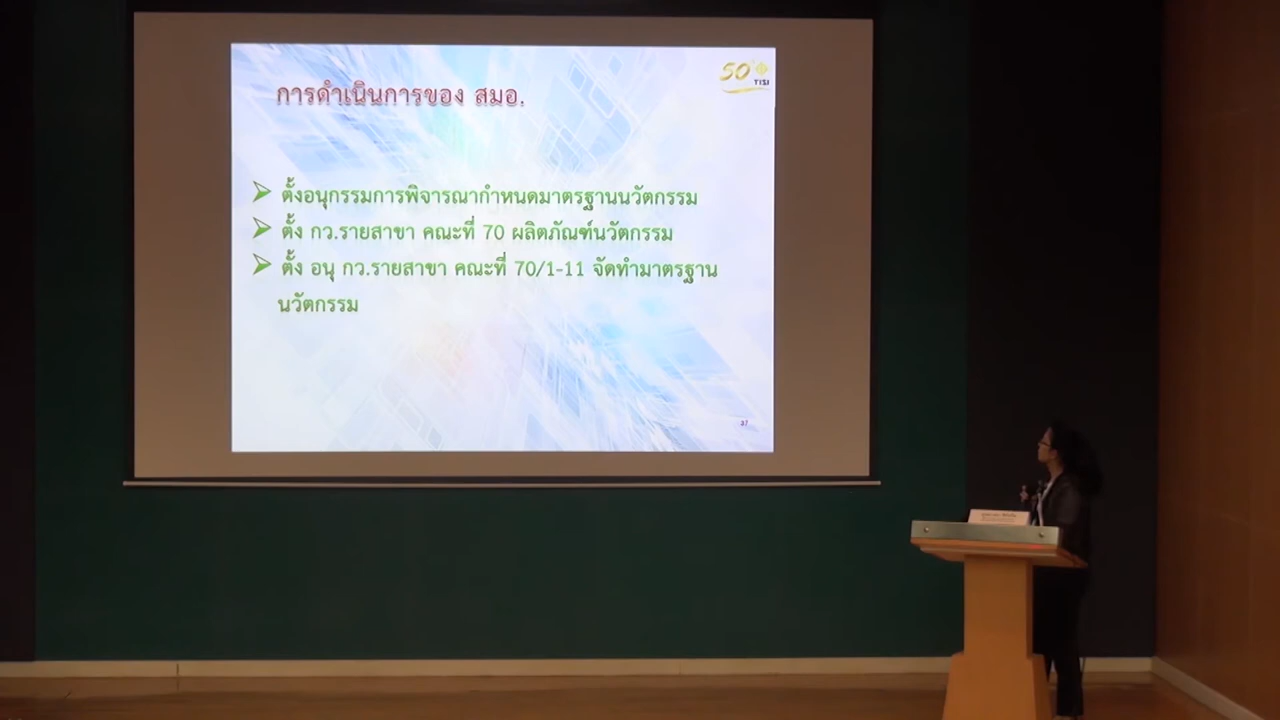 50
TISI
การดำเนินการของ สมอ.
ตั้งอนุกรรมการพิจารณากำหนดมาตรฐานนวัตกรรม
ตั้ง กว.รายสาขา คณะที่ 70 ผลิตภัณฑ์นวัตกรรม
ตั้ง อนุ กว.รายสาขา คณะที่ 70/1-11 จัดทำมาตรฐาน
นวัตกรรม
37